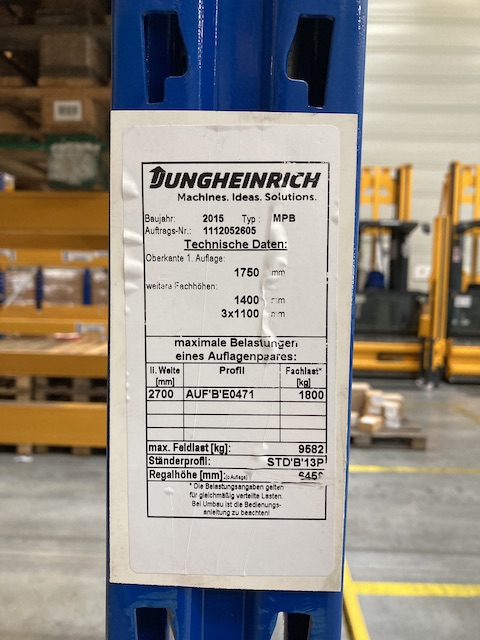 JUNGHEINRICH
Machines. Ideas. Solutions.
Baujahr: 2015 Typ: MPB
Auftrags-Nr.: 1112052605
Technische Daten:
Oberkante 1. Auflage:
1750 mm
weitere Fachhöhen:
1400 mm
3x1100 mm
maximale Belastungen
eines Auflagenpaares:
li. Weite [mm] Profil Fachlast* [kg]
2700 AUF'B'E0471 1800
max. Feldlast [kg]: 9582
Ständerprofil: STD'B'13P
Regalhöhe [mm]:(o.Auflage)
* Die Belastungsangaben gelten
für gleichmäßig verteilte Lasten.
Bei Umbau ist die Bedienungs-
anleitung zu beachten!